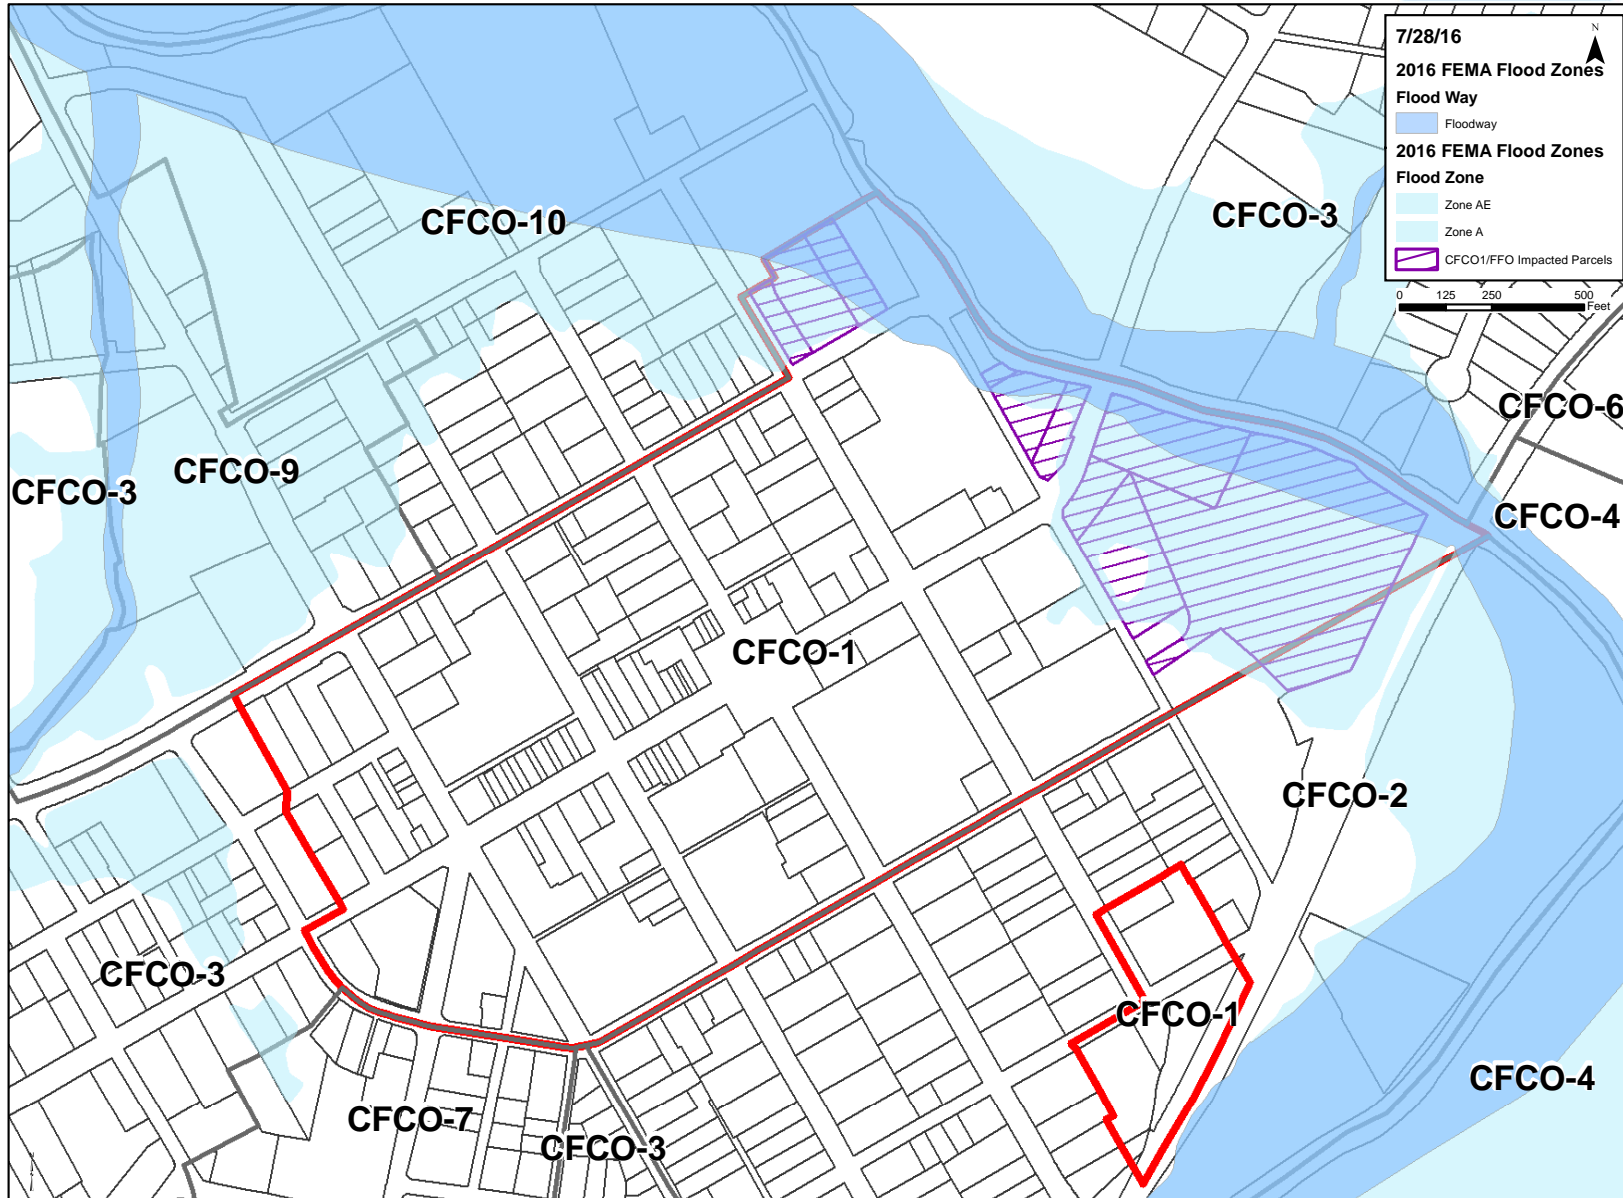 7/28/16
N
2016 FEMA Flood Zones
Flood Way
Floodway
2016 FEMA Flood Zones
Flood Zone
Zone AE
Zone A
CFCO1/FFO Impacted Parcels
0 125 250 500
Feet
CFCO-10
CFCO-3
CFCO-6
CFCO-9
CFCO-3
CFCO-4
CFCO-1
CFCO-2
CFCO-3
CFCO-1
CFCO-4
CFCO-7
CFCO-3